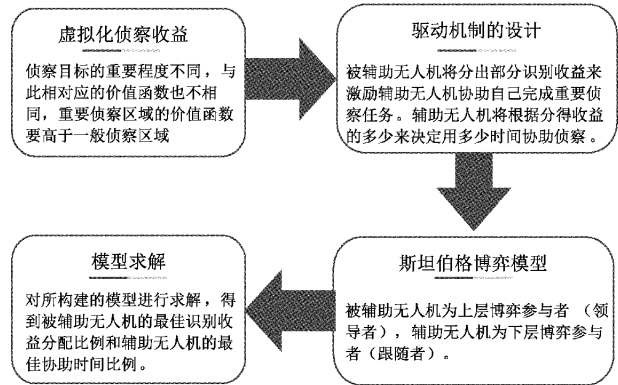 虚拟化侦察收益
侦察目标的重要程度不同，与
此相对应的价值函数也不相
同，重要侦察区域的价值函数
要高于一般侦察区域
驱动机制的设计
被辅助无人机将分出部分识别收益来
激励辅助无人机协助自己完成重要侦
察任务。辅助无人机将根据分得收益
的多少来决定用多少时间协助侦察。
斯坦伯格博弈模型
被辅助无人机为上层博弈参与者 （领
导者），辅助无人机为下层博弈参与
者（跟随者）。
模型求解
对所构建的模型进行求解，得
到被辅助无人机的最佳识别收
益分配比例和辅助无人机的最
佳协助时间比例。